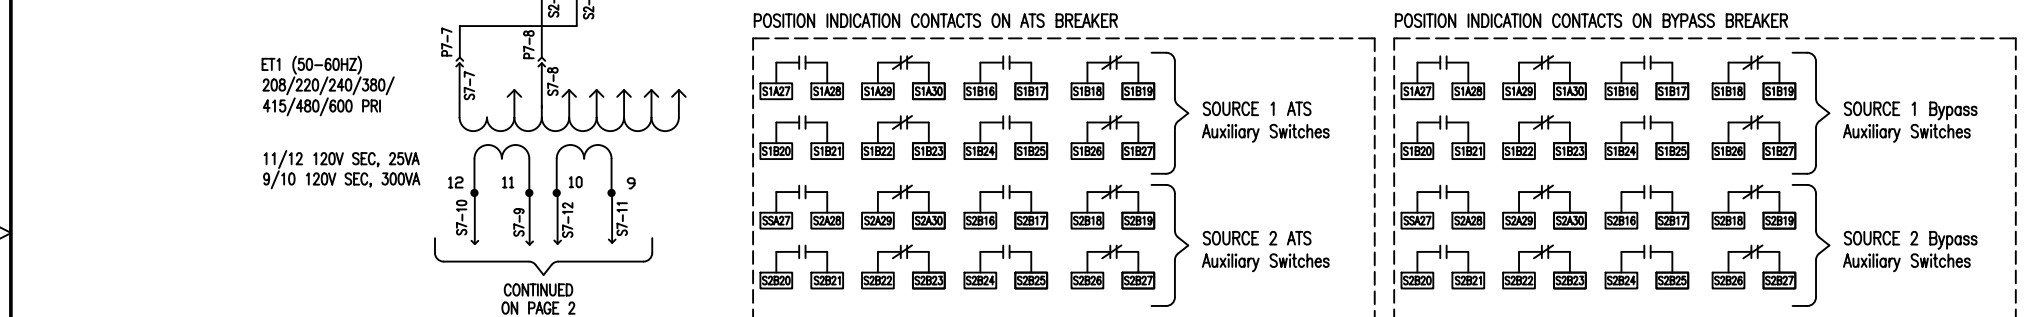 S2-
S2-
P7-7
P7-8
S7-7
S7-8
ET1 (50-60HZ)
208/220/240/380/
415/480/600 PRI
11/12 120V SEC, 25VA
9/10 120V SEC, 300VA
12 11 10 9
S7-10 S7-9 S7-12 S7-11
CONTINUED
ON PAGE 2
POSITION INDICATION CONTACTS ON ATS BREAKER
S1A27 S1A28 S1A29 S1A30 S1B16 S1B17 S1B18 S1B19
S1B20 S1B21 S1B22 S1B23 S1B24 S1B25 S1B26 S1B27
SOURCE 1 ATS
Auxiliary Switches
SSA27 S2A28 S2A29 S2A30 S2B16 S2B17 S2B18 S2B19
S2B20 S2B21 S2B22 S2B23 S2B24 S2B25 S2B26 S2B27
SOURCE 2 ATS
Auxiliary Switches
POSITION INDICATION CONTACTS ON BYPASS BREAKER
S1A27 S1A28 S1A29 S1A30 S1B16 S1B17 S1B18 S1B19
S1B20 S1B21 S1B22 S1B23 S1B24 S1B25 S1B26 S1B27
SOURCE 1 Bypass
Auxiliary Switches
SSA27 S2A28 S2A29 S2A30 S2B16 S2B17 S2B18 S2B19
S2B20 S2B21 S2B22 S2B23 S2B24 S2B25 S2B26 S2B27
SOURCE 2 Bypass
Auxiliary Switches